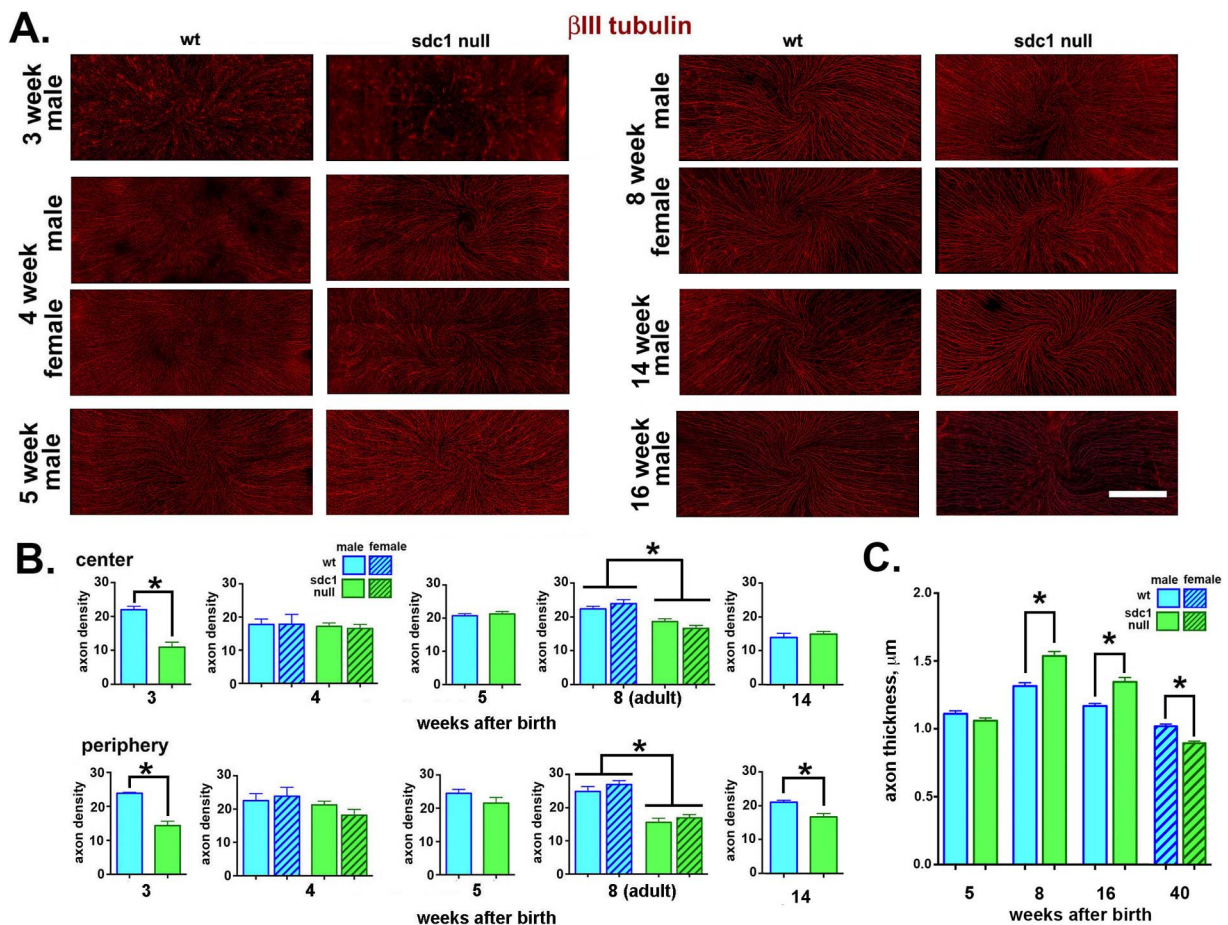 A.
βIII tubulin
wt
sdc1 null
wt
sdc1 null
3 week
male
4 week
male
female
5 week
male
8 week
male
female
14 week
male
16 week
male
B.
center
male female
wt
sdc1
null
axon density
30
20
10
0
*
3
axon density
30
20
10
0
4
axon density
30
20
10
0
5
axon density
30
20
10
0
*
8 (adult)
axon density
30
20
10
0
14
weeks after birth
periphery
axon density
30
20
10
0
*
3
axon density
30
20
10
0
4
axon density
30
20
10
0
5
axon density
30
20
10
0
*
8 (adult)
axon density
30
20
10
0
*
14
weeks after birth
C.
male female
wt
sdc1
null
axon thickness, μm
2.0
1.5
1.0
0.5
0.0
*
*
*
5 8 16 40
weeks after birth